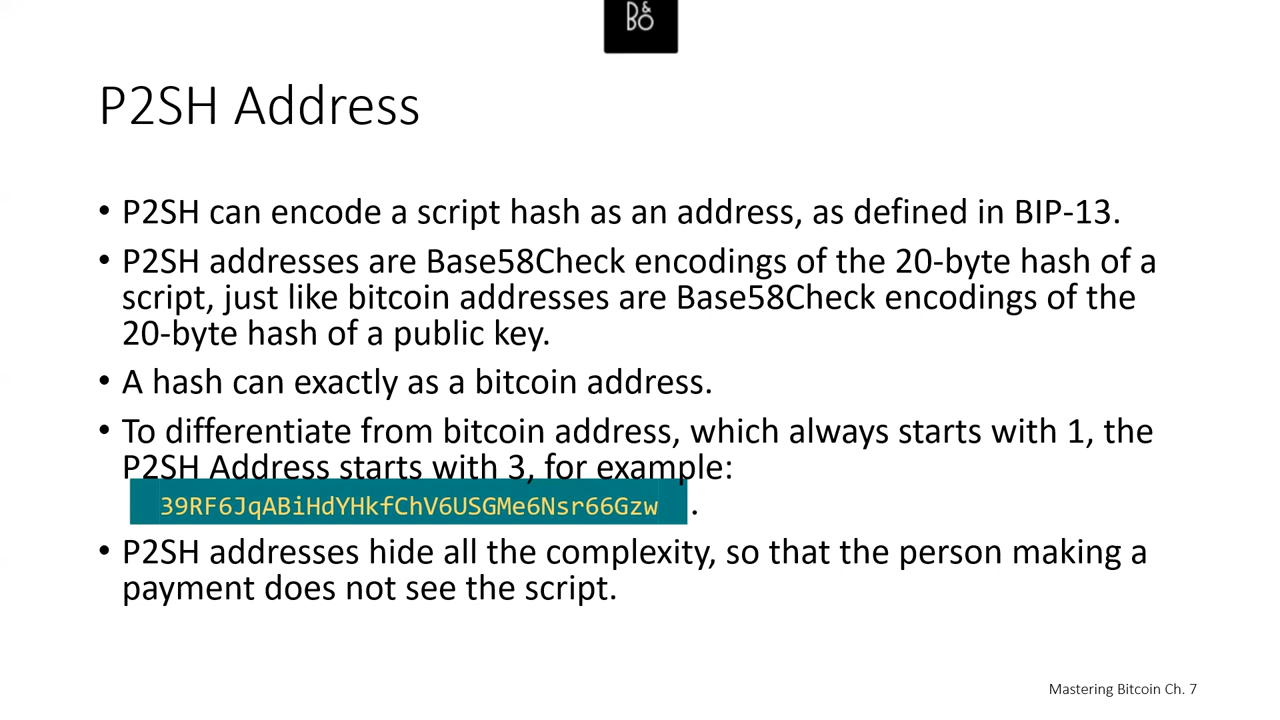 B&O
P2SH Address
• P2SH can encode a script hash as an address, as defined in BIP-13.
• P2SH addresses are Base58Check encodings of the 20-byte hash of a
script, just like bitcoin addresses are Base58Check encodings of the
20-byte hash of a public key.
• A hash can exactly as a bitcoin address.
• To differentiate from bitcoin address, which always starts with 1, the
P2SH Address starts with 3, for example:
39RF6JqABiHdYHkfChV6USGMe6Nsr66Gzw .
• P2SH addresses hide all the complexity, so that the person making a
payment does not see the script.
Mastering Bitcoin Ch. 7